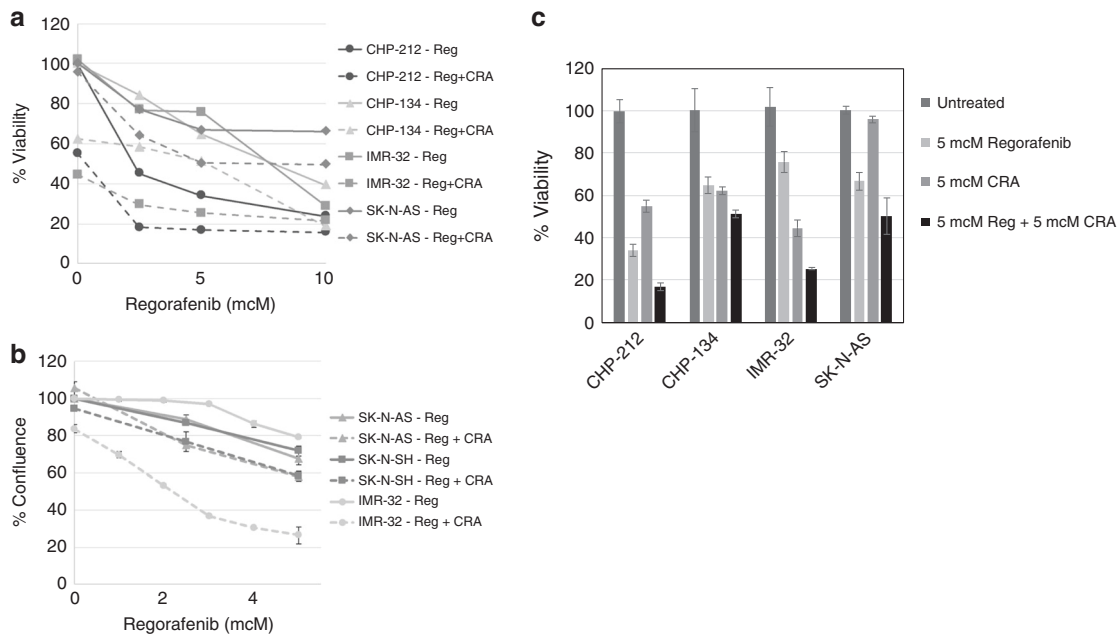 a
120
100
80
60
40
20
0
% Viability
0
5
10
Regorafenib (mcM)
CHP-212 - Reg
CHP-212 - Reg+CRA
CHP-134 - Reg
CHP-134 - Reg+CRA
IMR-32 - Reg
IMR-32 - Reg+CRA
SK-N-AS - Reg
SK-N-AS - Reg+CRA
b
120
100
80
60
40
20
0
% Confluence
0
2
4
Regorafenib (mcM)
SK-N-AS - Reg
SK-N-AS - Reg + CRA
SK-N-SH - Reg
SK-N-SH - Reg + CRA
IMR-32 - Reg
IMR-32 - Reg + CRA
c
120
100
80
60
40
20
0
% Viability
CHP-212
CHP-134
IMR-32
SK-N-AS
Untreated
5 mcM Regorafenib
5 mcM CRA
5 mcM Reg + 5 mcM CRA